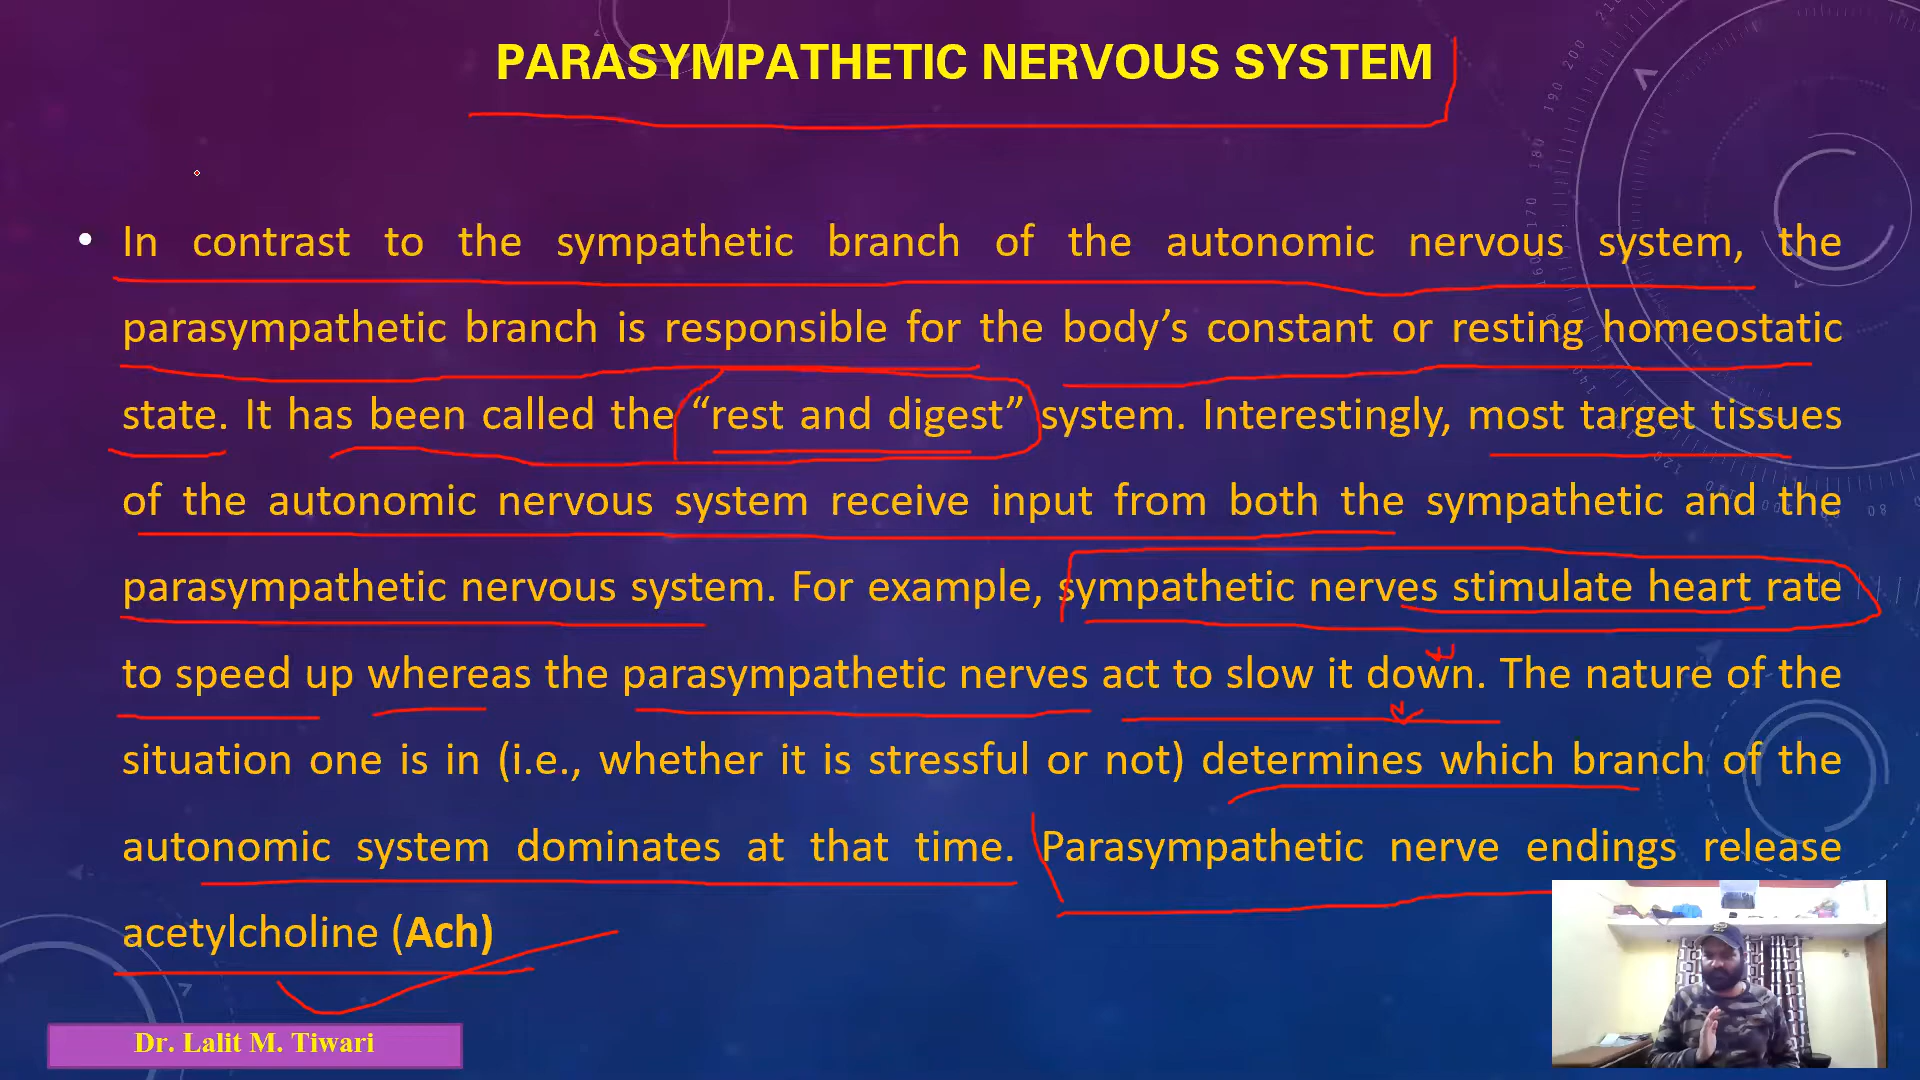 PARASYMPATHETIC NERVOUS SYSTEM
• In contrast to the sympathetic branch of the autonomic nervous system, the
parasympathetic branch is responsible for the body’s constant or resting homeostatic
state. It has been called the “rest and digest” system. Interestingly, most target tissues
of the autonomic nervous system receive input from both the sympathetic and the
parasympathetic nervous system. For example, sympathetic nerves stimulate heart rate
to speed up whereas the parasympathetic nerves act to slow it down. The nature of the
situation one is in (i.e., whether it is stressful or not) determines which branch of the
autonomic system dominates at that time. Parasympathetic nerve endings release
acetylcholine (Ach)
Dr. Lalit M. Tiwari